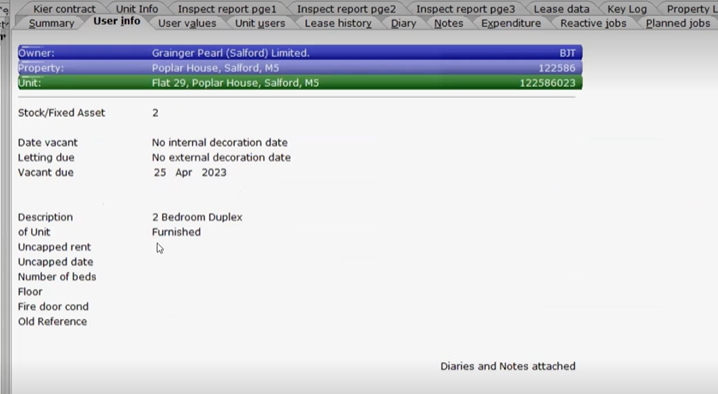 Kier contract Unit Info Inspect report pge1 Inspect report pge2 Inspect report pge3 Lease data Key Log Property L
Summary User info User values Unit users Lease history Diary Notes Expenditure Reactive jobs Planned jobs
Owner: Grainger Pearl (Salford) Limited. BJT
Property: Poplar House, Salford, M5 122586
Unit: Flat 29, Poplar House, Salford, M5 122586023
Stock/Fixed Asset 2
Date vacant No internal decoration date
Letting due No external decoration date
Vacant due 25 Apr 2023
Description 2 Bedroom Duplex
of Unit Furnished
Uncapped rent
Uncapped date
Number of beds
Floor
Fire door cond
Old Reference
Diaries and Notes attached